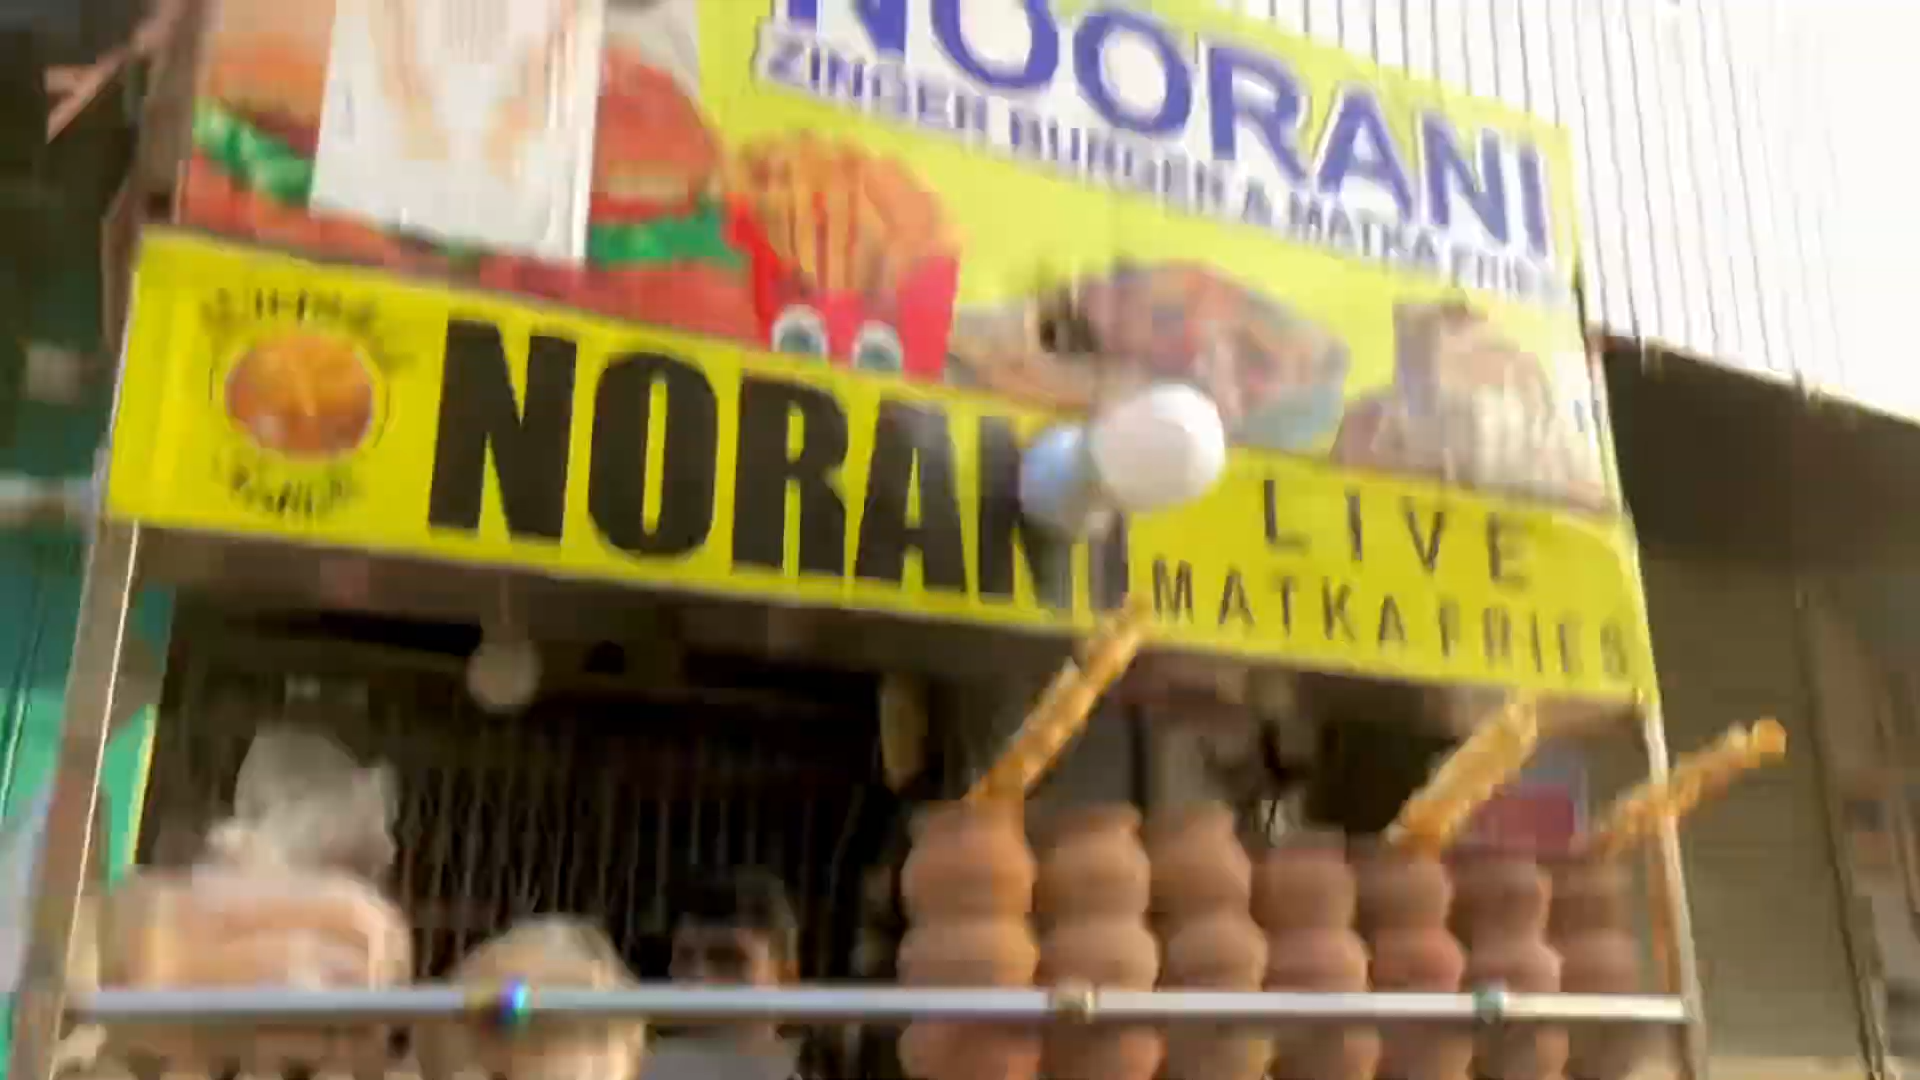 NOORANI
ZINGER BURGER & MATKA FRIES
NORANI
LIVE
MATKA FRIES